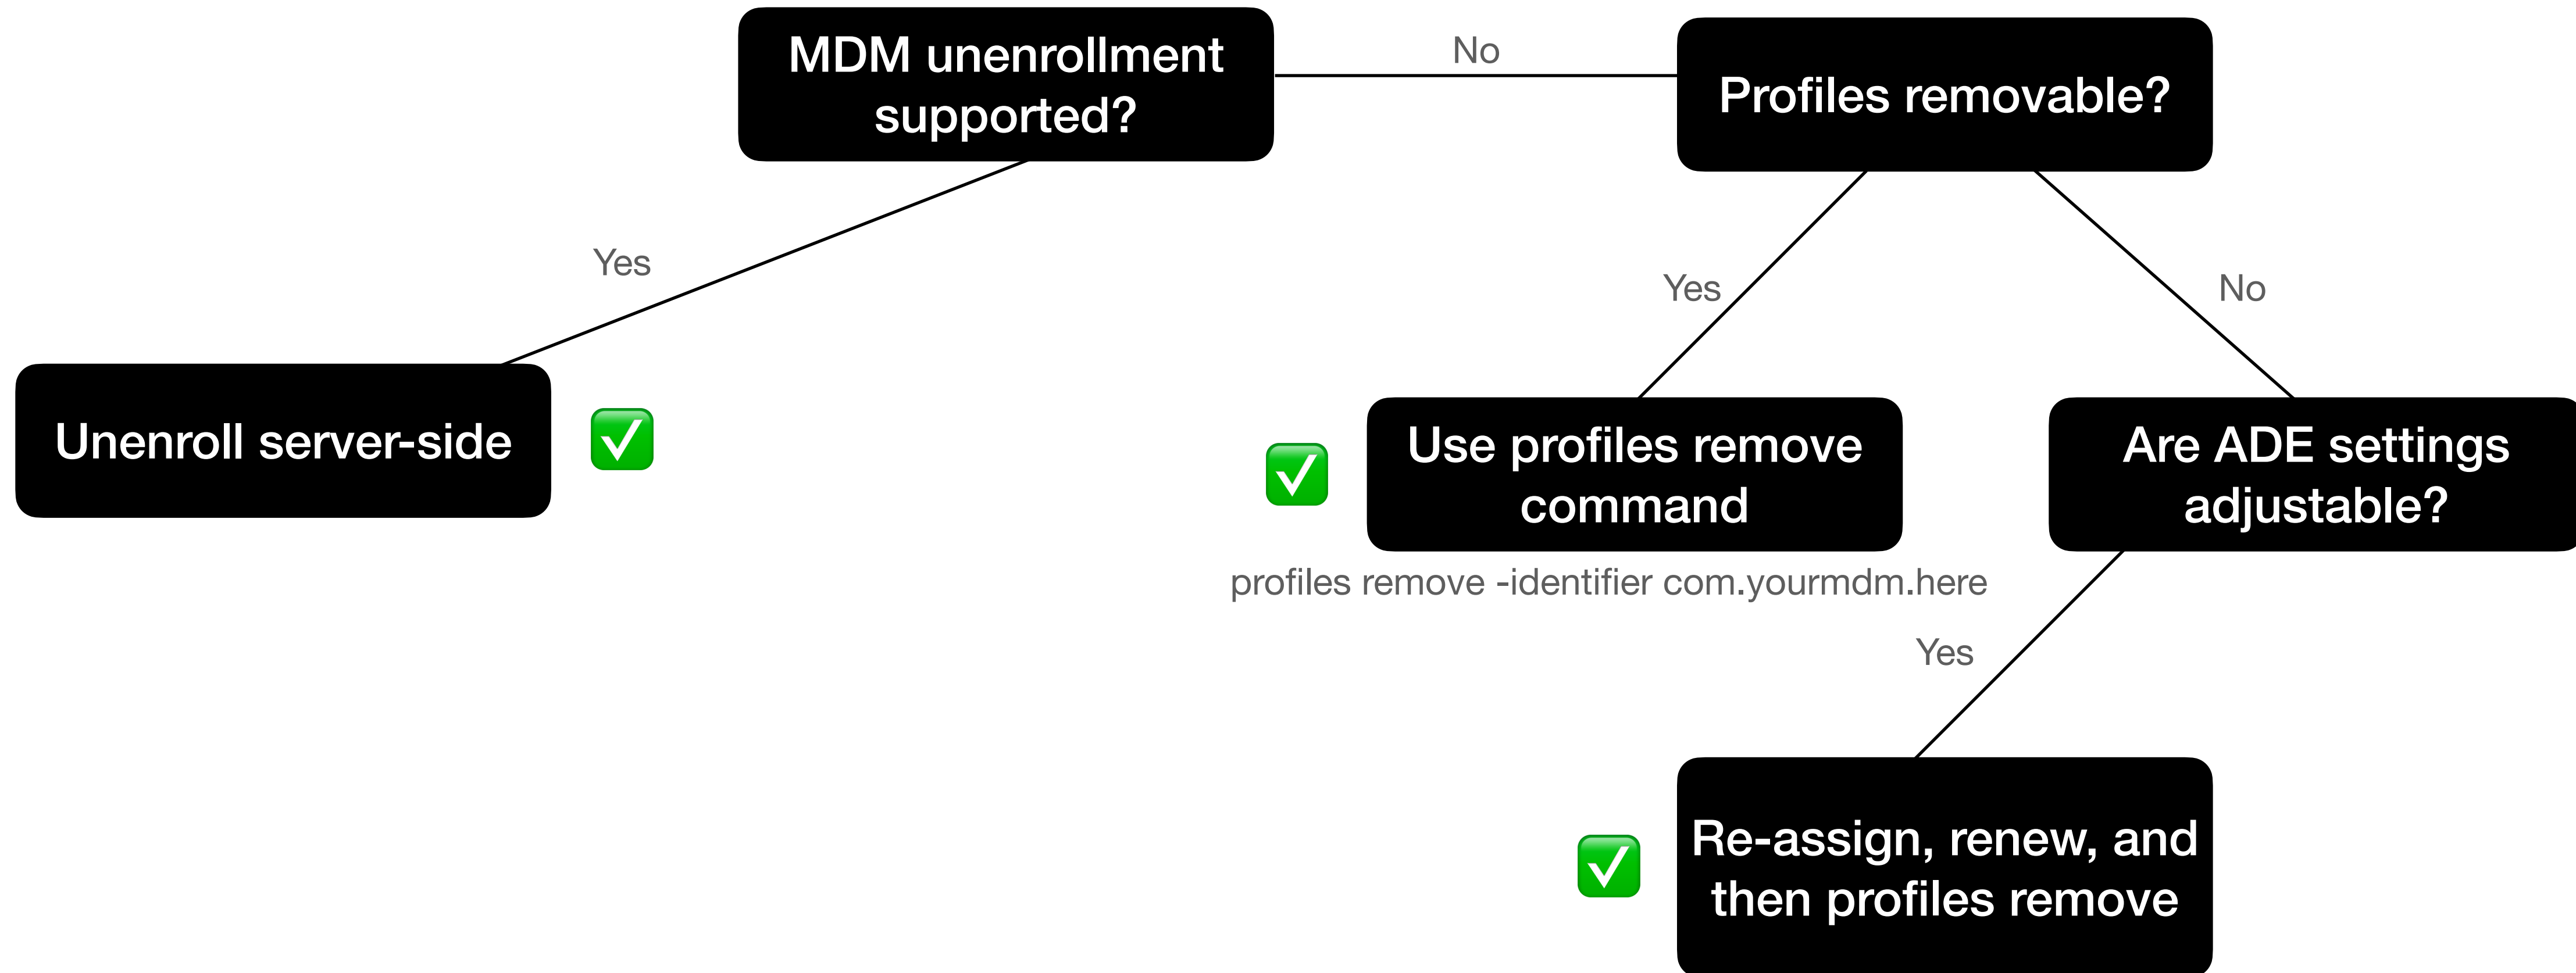 MDM unenrollment
supported?
No
Profiles removable?
Yes
Yes
No
Unenroll server-side
Use profiles remove
command
Are ADE settings
adjustable?
profiles remove -identifier com.yourmdm.here
Yes
Re-assign, renew, and
then profiles remove